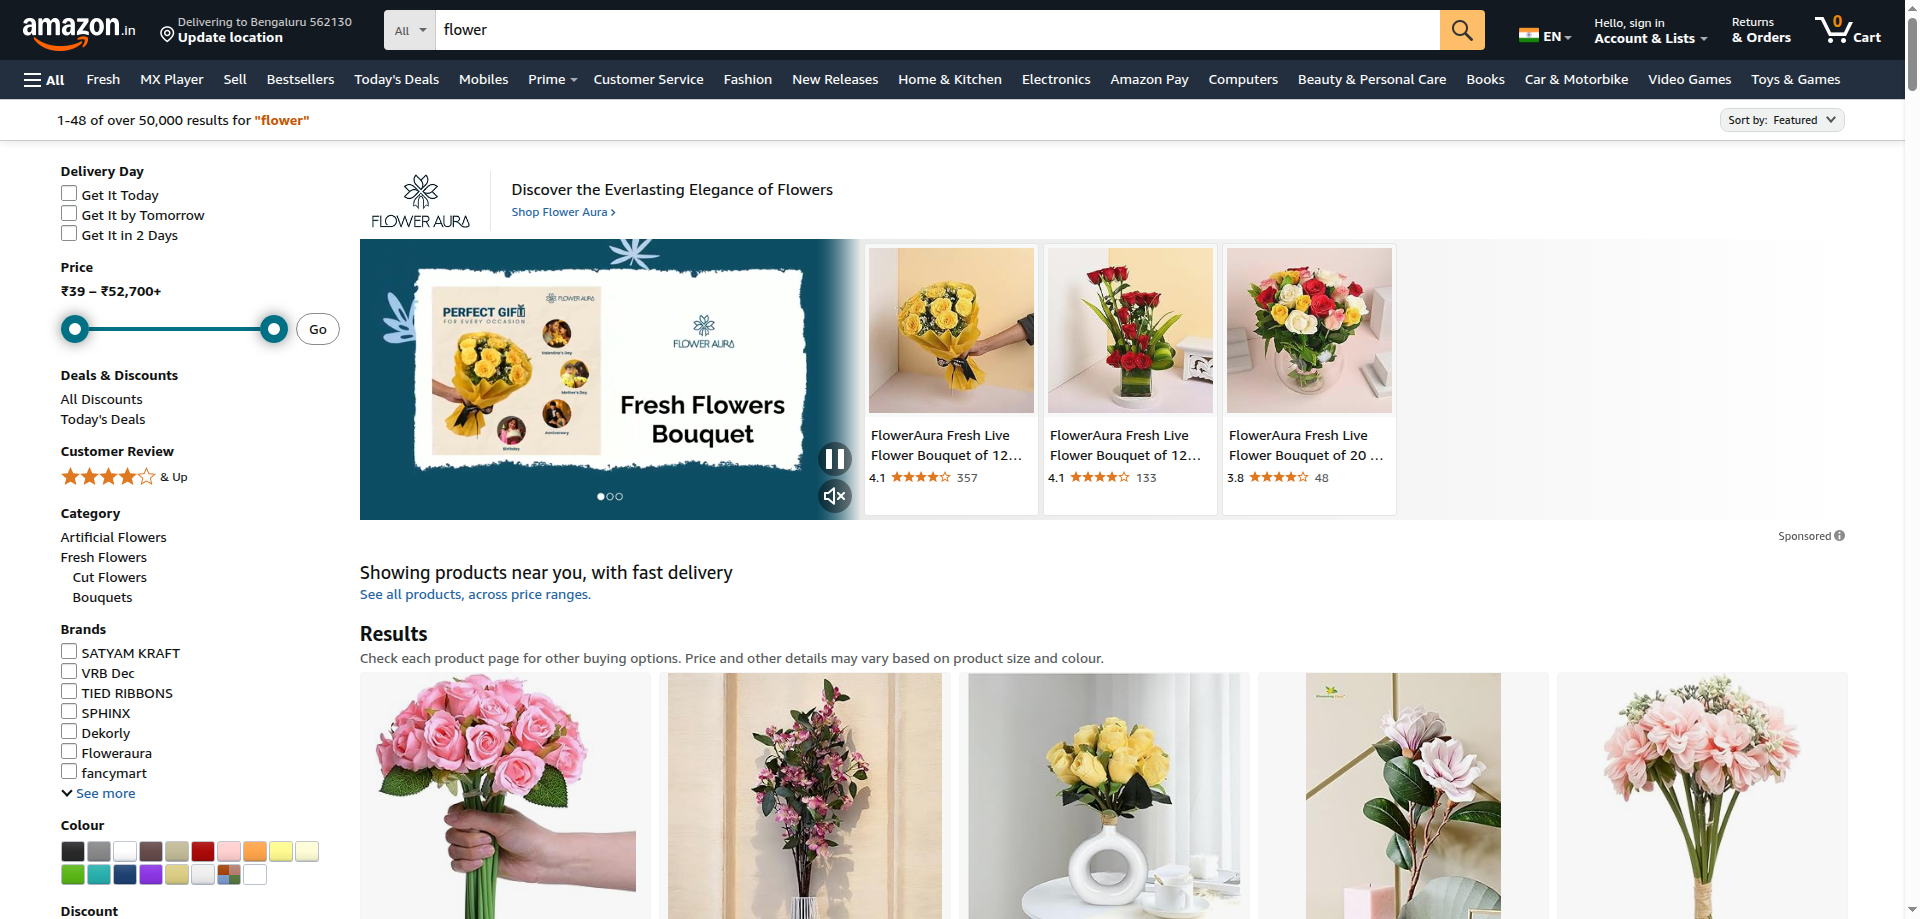 amazon.in
Delivering to Bengaluru 562130
Update location
All
flower
EN
Hello, sign in
Account & Lists
Returns
& Orders
0
Cart
All
Fresh
MX Player
Sell
Bestsellers
Today's Deals
Mobiles
Prime
Customer Service
Fashion
New Releases
Home & Kitchen
Electronics
Amazon Pay
Computers
Beauty & Personal Care
Books
Car & Motorbike
Video Games
Toys & Games
1-48 of over 50,000 results for "flower"
Sort by: Featured
Delivery Day
Get It Today
Get It by Tomorrow
Get It in 2 Days
Price
₹39 – ₹52,700+
Go
Deals & Discounts
All Discounts
Today's Deals
Customer Review
& Up
Category
Artificial Flowers
Fresh Flowers
Cut Flowers
Bouquets
Brands
SATYAM KRAFT
VRB Dec
TIED RIBBONS
SPHINX
Dekorly
Floweraura
fancymart
See more
Colour
Discount
FLOWER AURA
Discover the Everlasting Elegance of Flowers
Shop Flower Aura ›
FLOWER AURA
PERFECT GIFT
FOR EVERY OCCASION
Valentine's Day
Mother's Day
Anniversary
Birthday
FLOWER AURA
Fresh Flowers
Bouquet
FlowerAura Fresh Live
Flower Bouquet of 12...
4.1
357
FlowerAura Fresh Live
Flower Bouquet of 12...
4.1
133
FlowerAura Fresh Live
Flower Bouquet of 20 ...
3.8
48
Sponsored
Showing products near you, with fast delivery
See all products, across price ranges.
Results
Check each product page for other buying options. Price and other details may vary based on product size and colour.